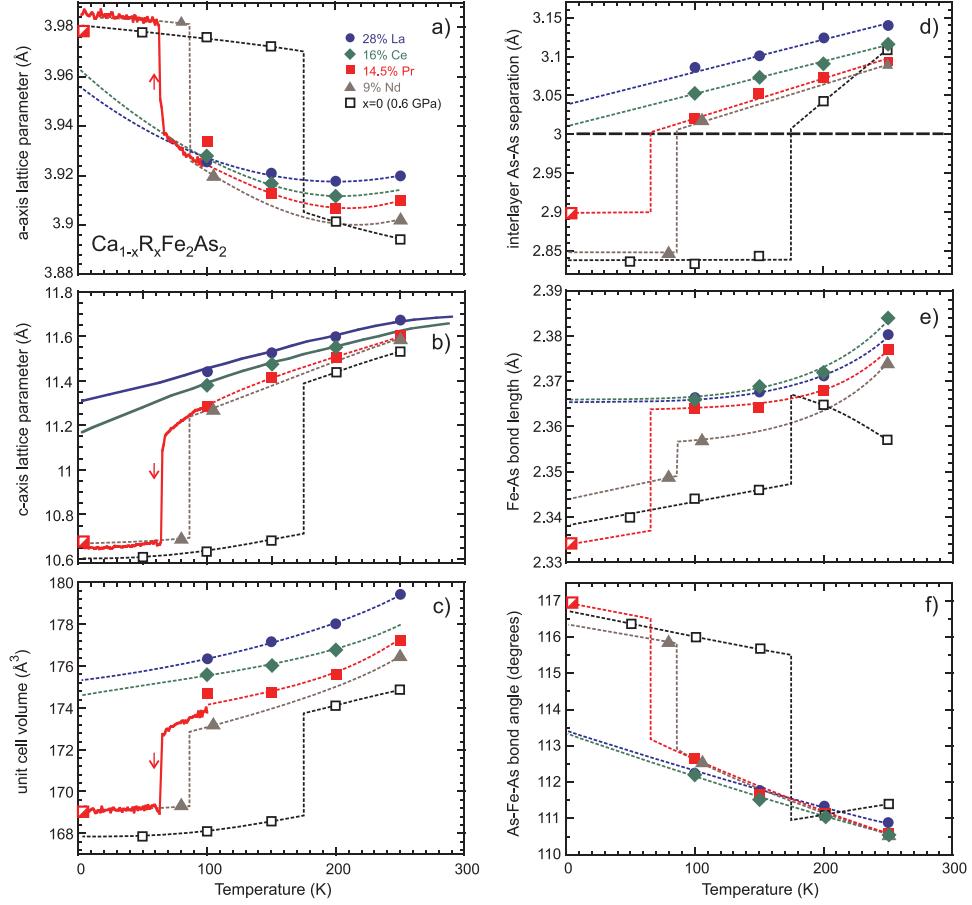 a)
a-axis lattice parameter (Å)
3.98
3.96
3.94
3.92
3.9
3.88
28% La
16% Ce
14.5% Pr
9% Nd
x=0 (0.6 GPa)
Ca1-xRxFe2As2
b)
c-axis lattice parameter (Å)
11.8
11.6
11.4
11.2
11
10.8
10.6
c)
unit cell volume (Å3)
180
178
176
174
172
170
168
0
100
200
300
Temperature (K)
d)
interlayer As-As separation (Å)
3.15
3.1
3.05
3
2.95
2.9
2.85
e)
Fe-As bond length (Å)
2.39
2.38
2.37
2.36
2.35
2.34
2.33
f)
As-Fe-As bond angle (degrees)
117
116
115
114
113
112
111
110
0
100
200
300
Temperature (K)